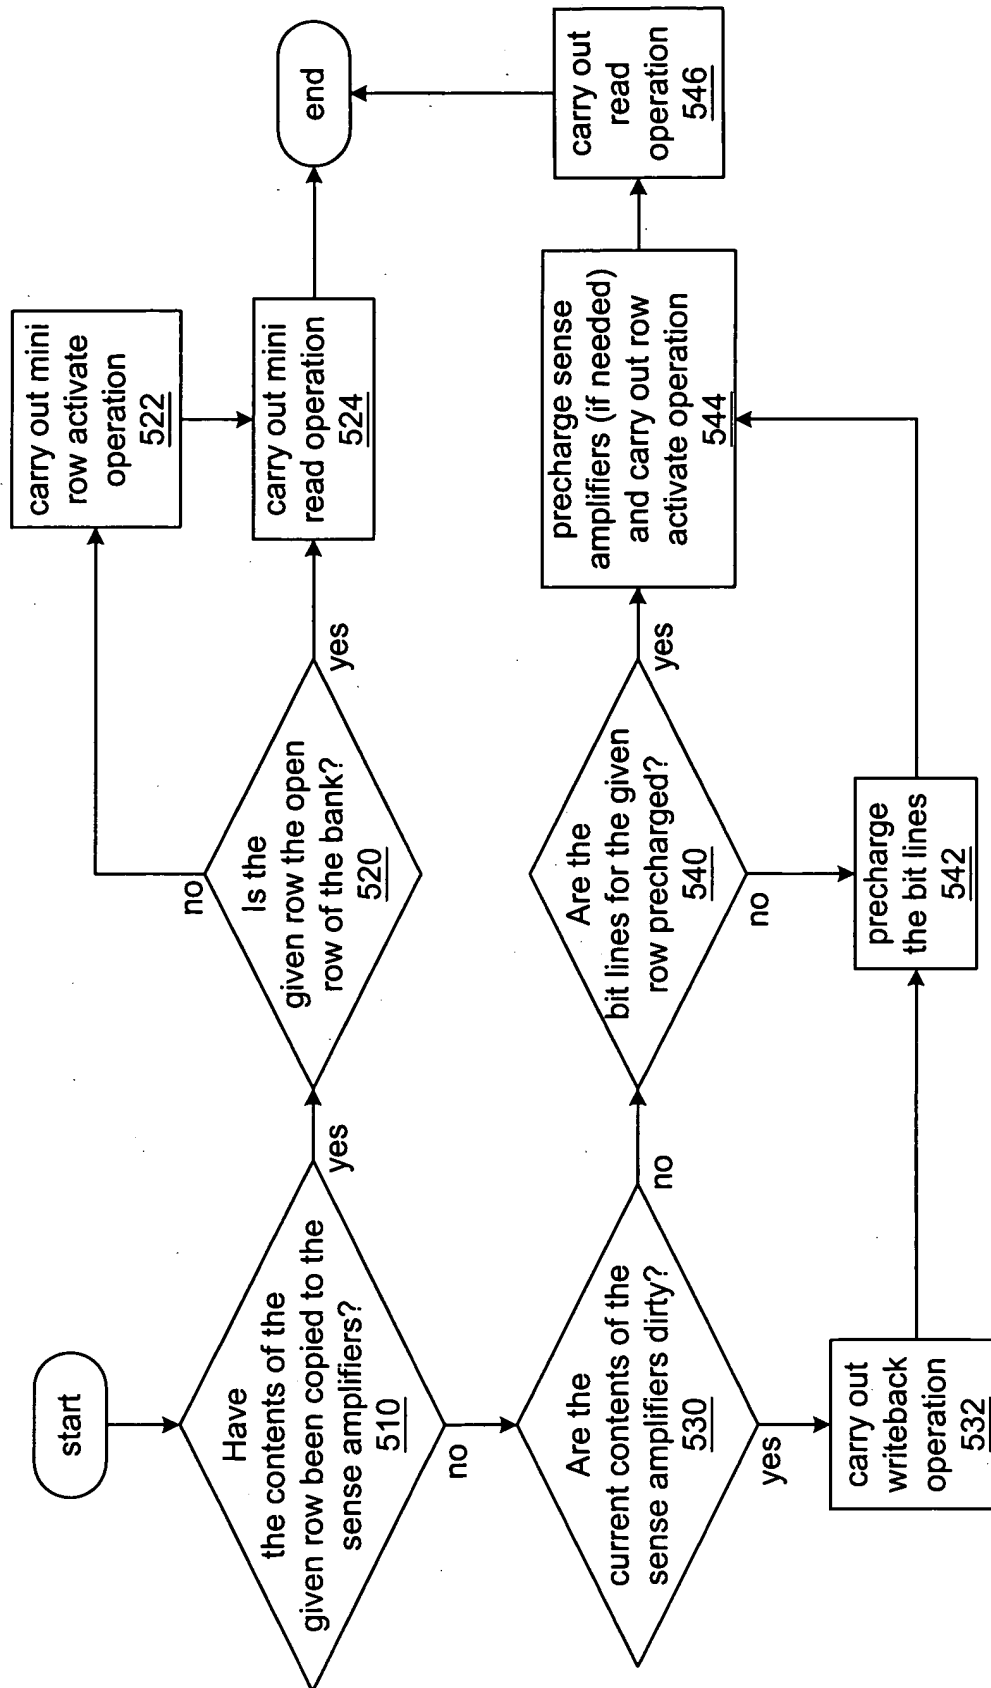 start
Have
the contents of the
given row been copied to the
sense amplifiers?
510
yes
no
Is the
given row the open
row of the bank?
520
no
yes
carry out mini
row activate
operation
522
carry out mini
read operation
524
end
Are the
current contents of the
sense amplifiers dirty?
530
no
yes
carry out
writeback
operation
532
Are the
bit lines for the given
row precharged?
540
yes
no
precharge
the bit lines
542
precharge sense
amplifiers (if needed)
and carry out row
activate operation
544
carry out
read
operation
546